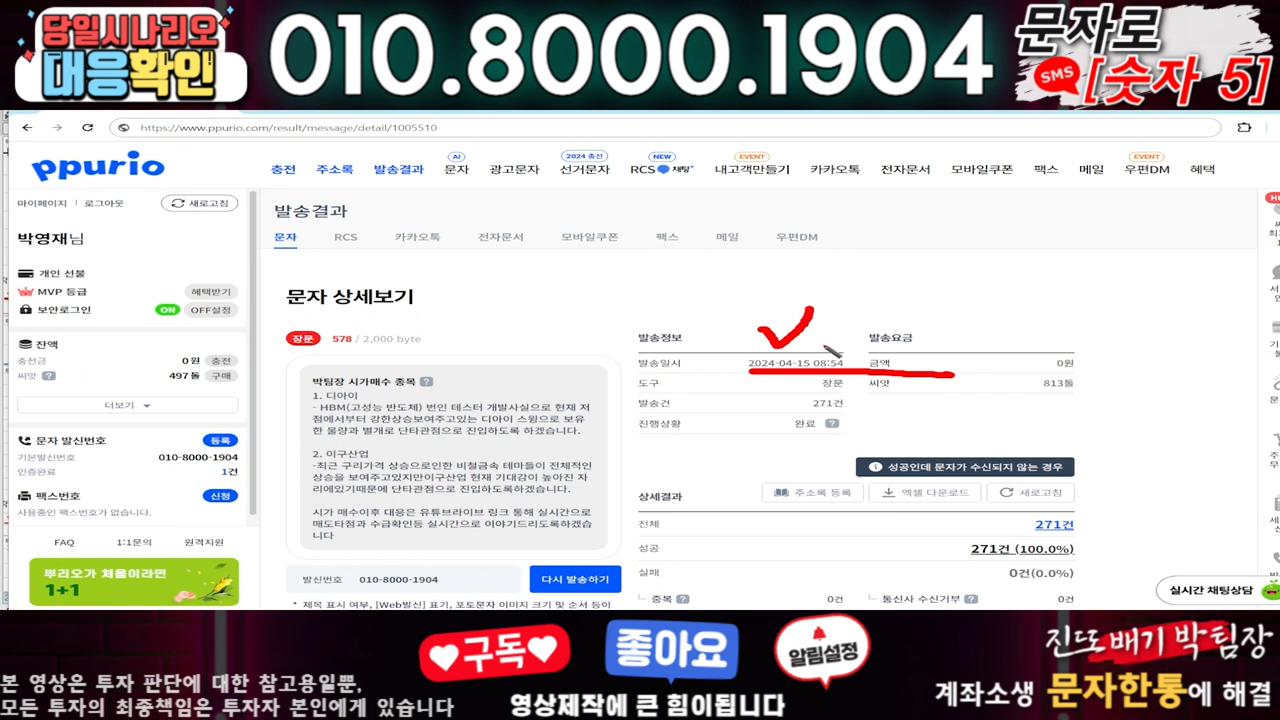 당일시나리오
대응확인
010.8000.1904
문자로
SMS [숫자 5]
https://www.ppurio.com/result/message/detail/1005510
ppurio
AI 2024 총선 NEW EVENT EVENT
충전 주소록 발송결과 문자 광고문자 선거문자 RCS 채팅+ 내고객만들기 카카오톡 전자문서 모바일쿠폰 팩스 메일 우편DM 혜택
마이페이지 | 로그아웃 새로고침
박영재님
개인 선불
MVP 등급 혜택받기
보안로그인 ON OFF설정
잔액
충전금 0원 충전
씨앗 ? 497톨 구매
더보기
문자 발신번호 등록
기본발신번호 010-8000-1904
인증완료 1건
팩스번호 신청
사용중인 팩스번호가 없습니다.
FAQ 1:1문의 원격지원
뿌리오가 처음이라면
1+1
발송결과
문자 RCS 카카오톡 전자문서 모바일쿠폰 팩스 메일 우편DM
문자 상세보기
장문 578 / 2,000 byte
박팀장 시가매수 종목 ?
1. 디아이
- HBM(고성능 반도체) 번인 테스터 개발사실으로 현재 저
점에서부터 강한상승보여주고있는 디아이 스윙으로 보유
한 물량과 별개로 단타관점으로 진입하도록 하겠습니다.
2. 이구산업
-최근 구리가격 상승으로인한 비철금속 테마들이 전체적인
상승을 보여주고있지만이구산업 현재 기대감이 높아진 자
리에있기때문에 단타관점으로 진입하도록하겠습니다.
시가 매수이후 대응은 유튜브라이브 링크 통해 실시간으로
매도타점과 수급확인등 실시간으로 이야기드리도록하겠습
니다
발신번호 010-8000-1904 다시 발송하기
* 제목 표시 여부, [Web발신] 표기, 포토문자 이미지 크기 및 순서 등이
발송정보
발송일시 2024-04-15 08:54
도구 장문
발송건 271건
진행상황 완료 ?
발송요금
금액 0원
씨앗 813톨
성공인데 문자가 수신되지 않는 경우
상세결과 주소록 등록 엑셀 다운로드 새로고침
전체 271건
성공 271건 (100.0%)
실패 0건(0.0%)
중복 ? 0건 통신사 수신거부 ? 0건
실시간 채팅상담
구독
좋아요
알림설정
영상제작에 큰 힘이됩니다
본 영상은 투자 판단에 대한 참고용일뿐,
모든 투자의 최종책임은 투자자 본인에게 있습니다
진또배기 박팀장
계좌소생 문자한통에 해결